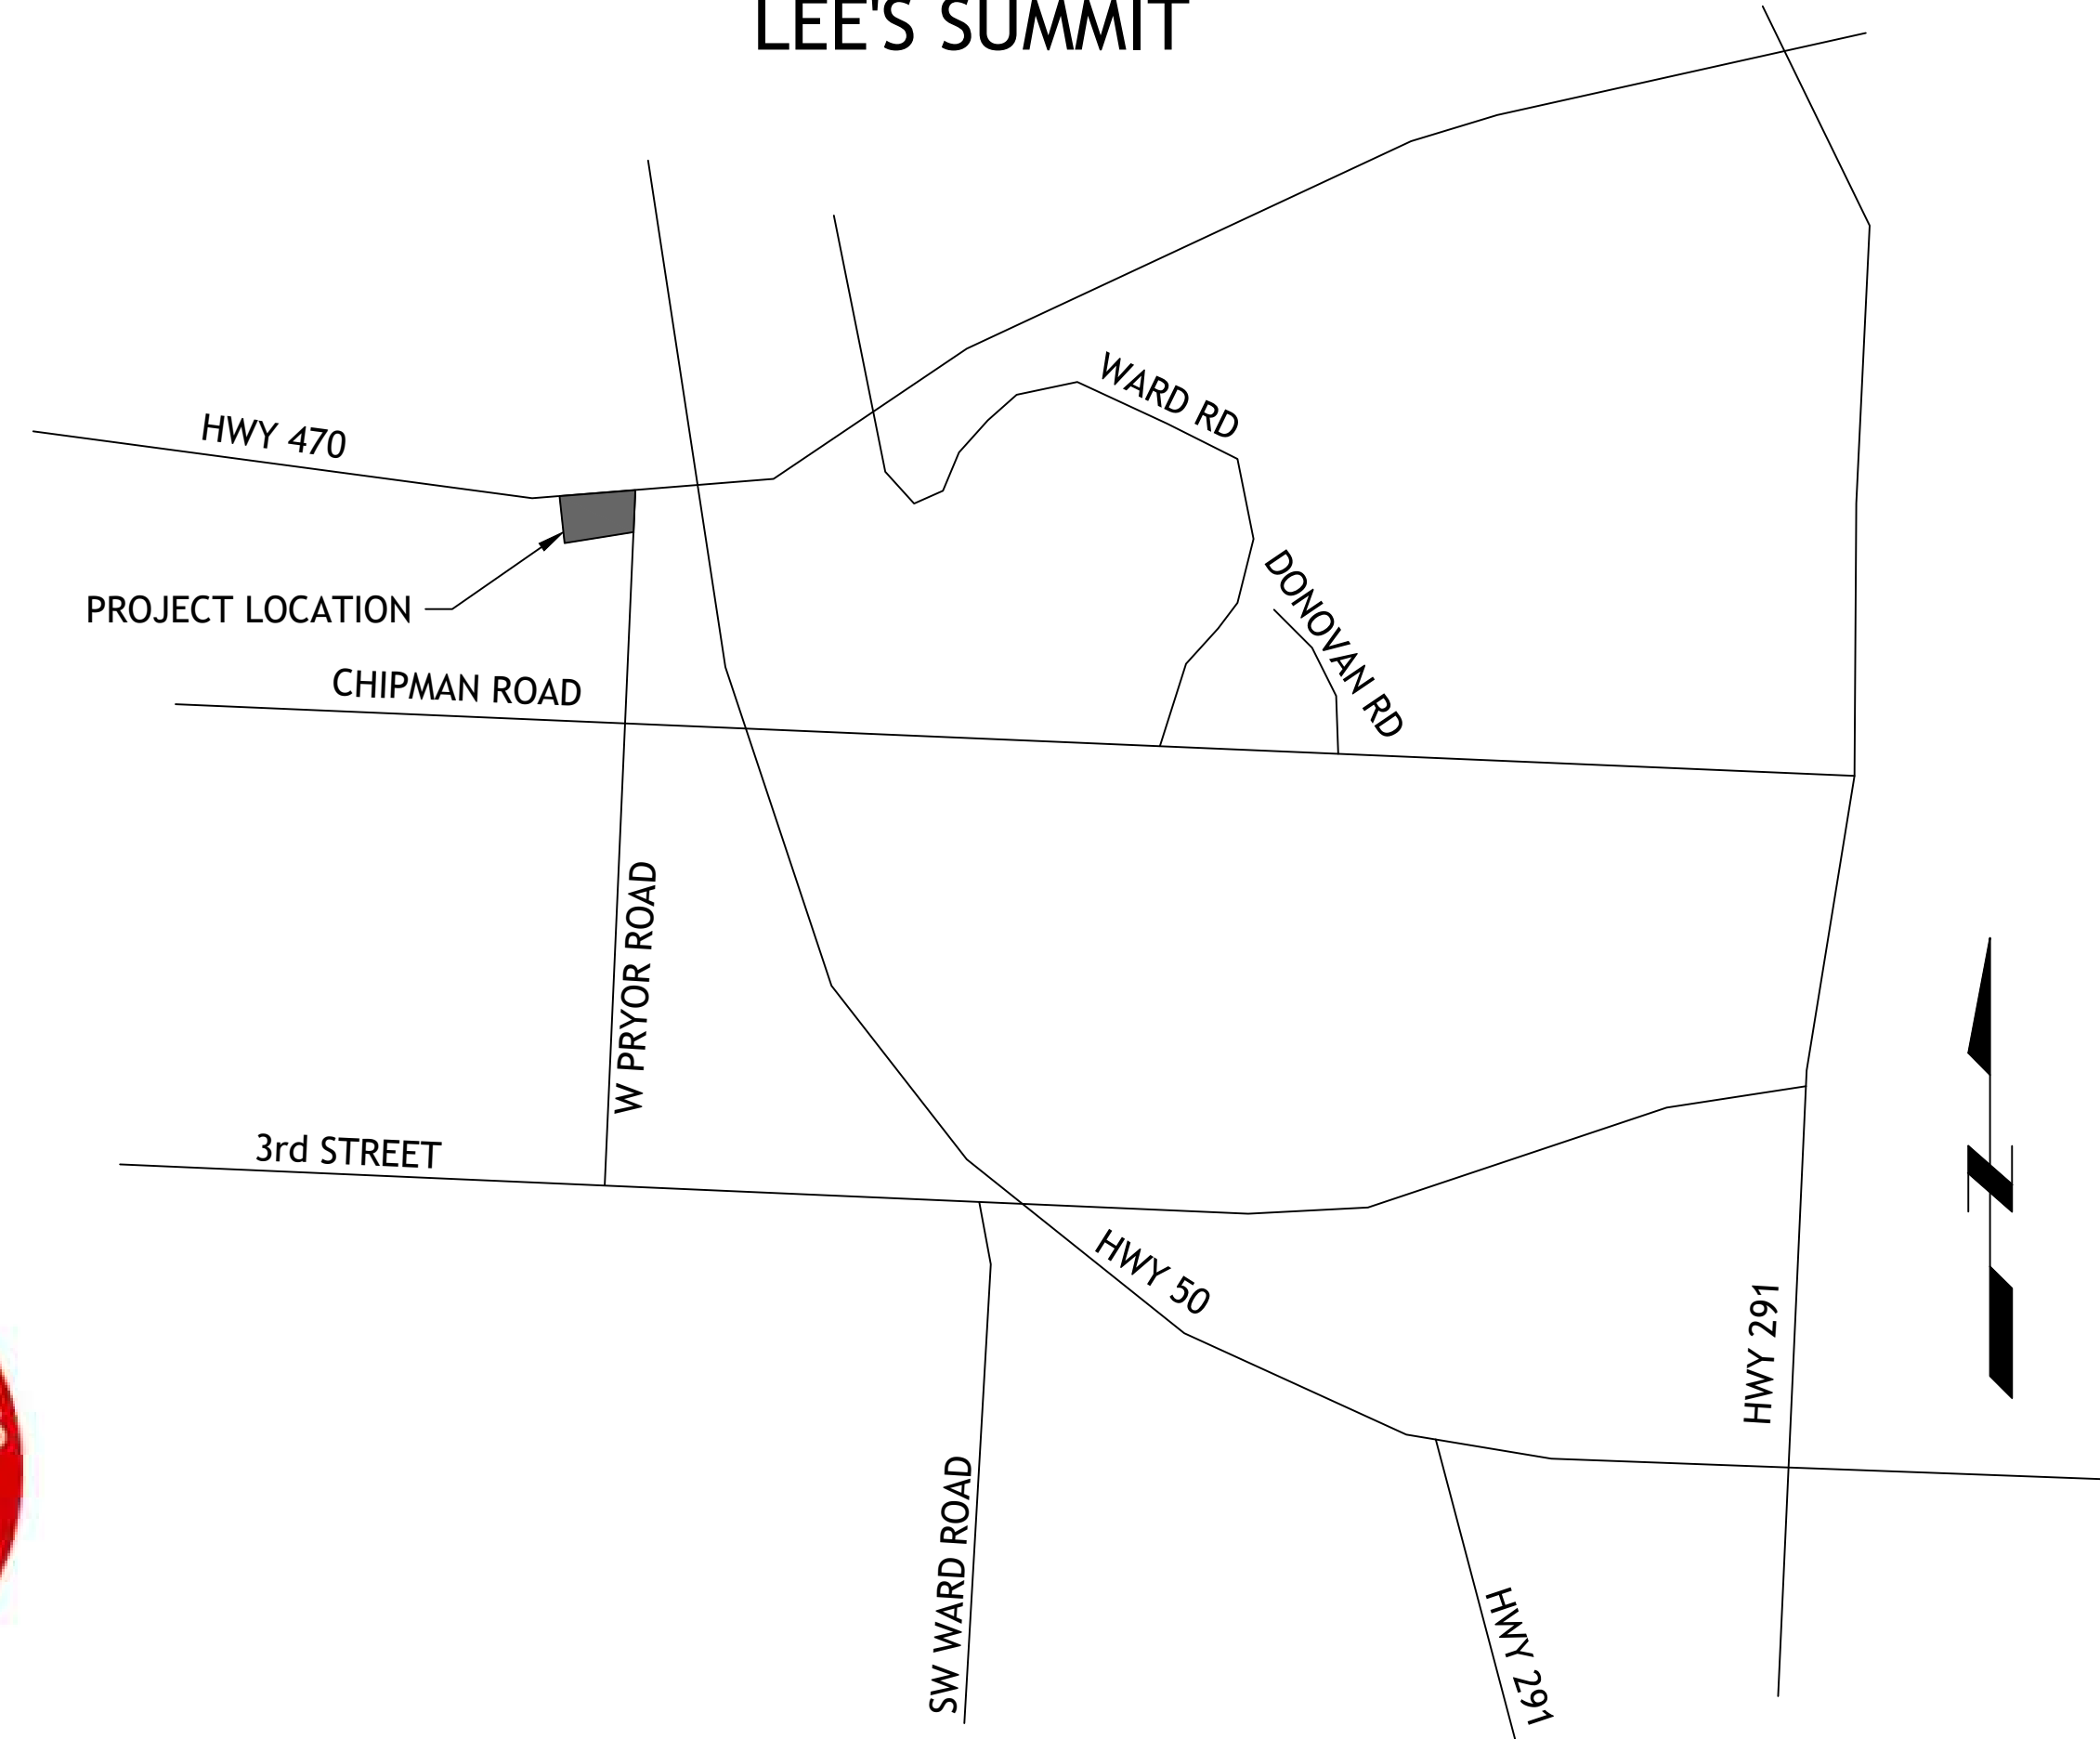 LEE'S SUMMIT
WARD RD
HWY 470
DONOVAN RD
PROJECT LOCATION
CHIPMAN ROAD
W PRYOR ROAD
3rd STREET
N
HWY 50
HWY 291
SW WARD ROAD
HWY 291